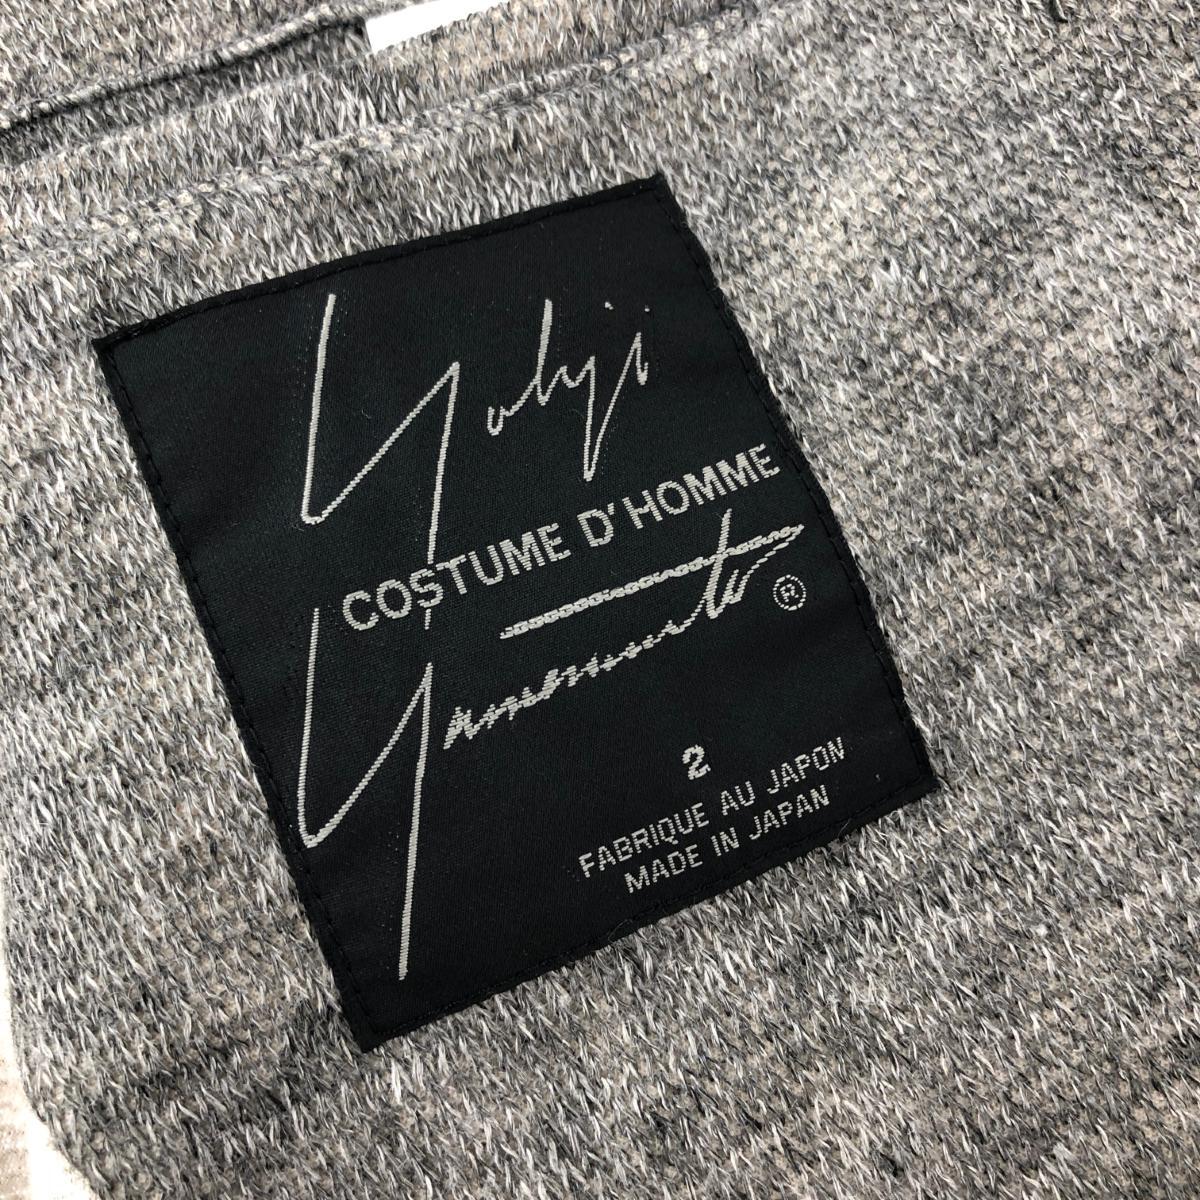 Yohji
COSTUME D'HOMME
Yamamoto ®
2
FABRIQUE AU JAPON
MADE IN JAPAN